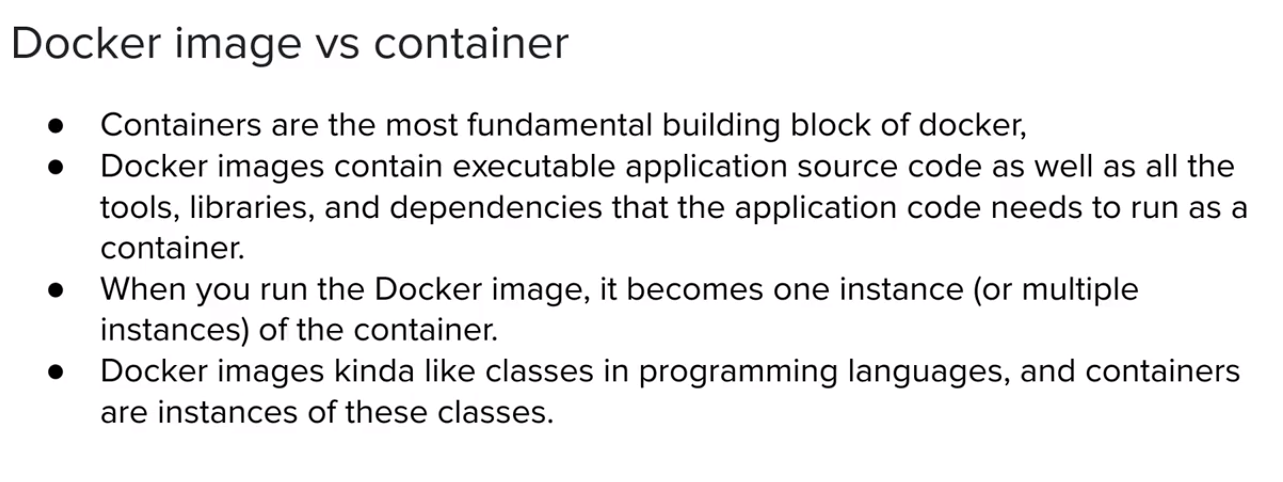 Docker image vs container
● Containers are the most fundamental building block of docker,
● Docker images contain executable application source code as well as all the
tools, libraries, and dependencies that the application code needs to run as a
container.
● When you run the Docker image, it becomes one instance (or multiple
instances) of the container.
● Docker images kinda like classes in programming languages, and containers
are instances of these classes.